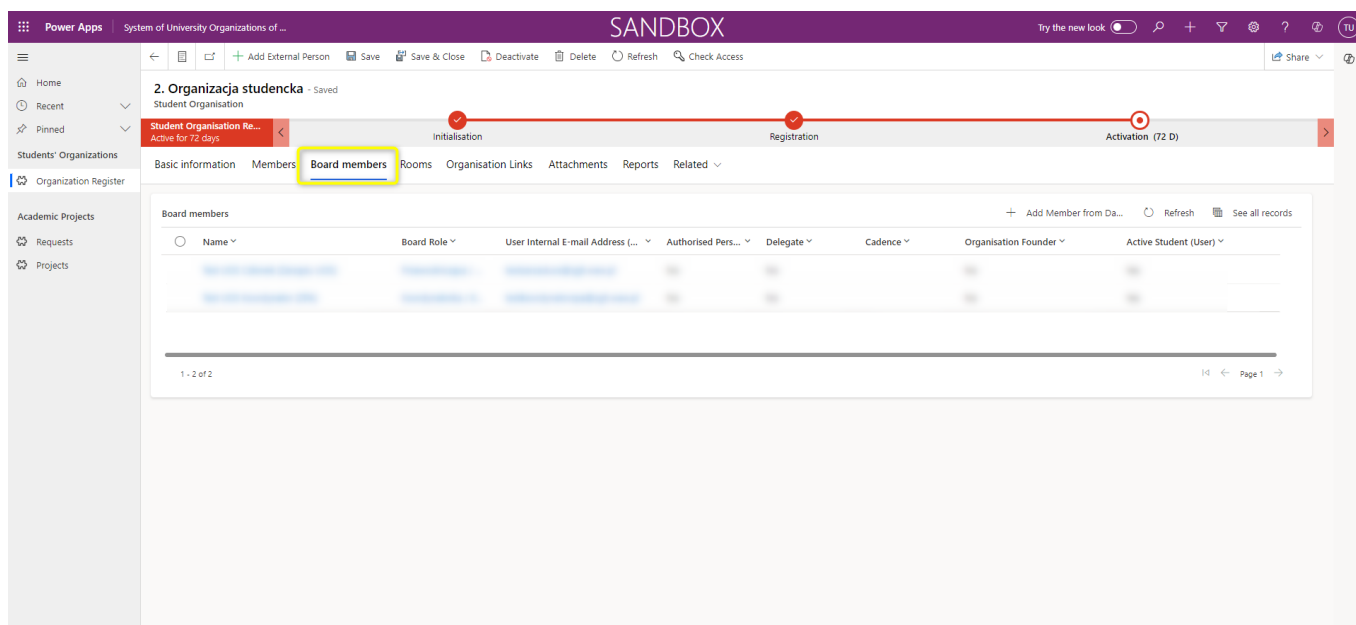 Power Apps System of University Organizations of ... SANDBOX Try the new look TU
Add External Person Save Save & Close Deactivate Delete Refresh Check Access Share
Home
Recent
Pinned
Students' Organizations
Organization Register
Academic Projects
Requests
Projects
2. Organizacja studencka - Saved
Student Organisation
Student Organisation Re...
Active for 72 days
Initialisation Registration Activation (72 D)
Basic information Members Board members Rooms Organisation Links Attachments Reports Related
Board members Add Member from Da... Refresh See all records
Name Board Role User Internal E-mail Address (... Authorised Pers... Delegate Cadence Organisation Founder Active Student (User)
1 - 2 of 2 Page 1